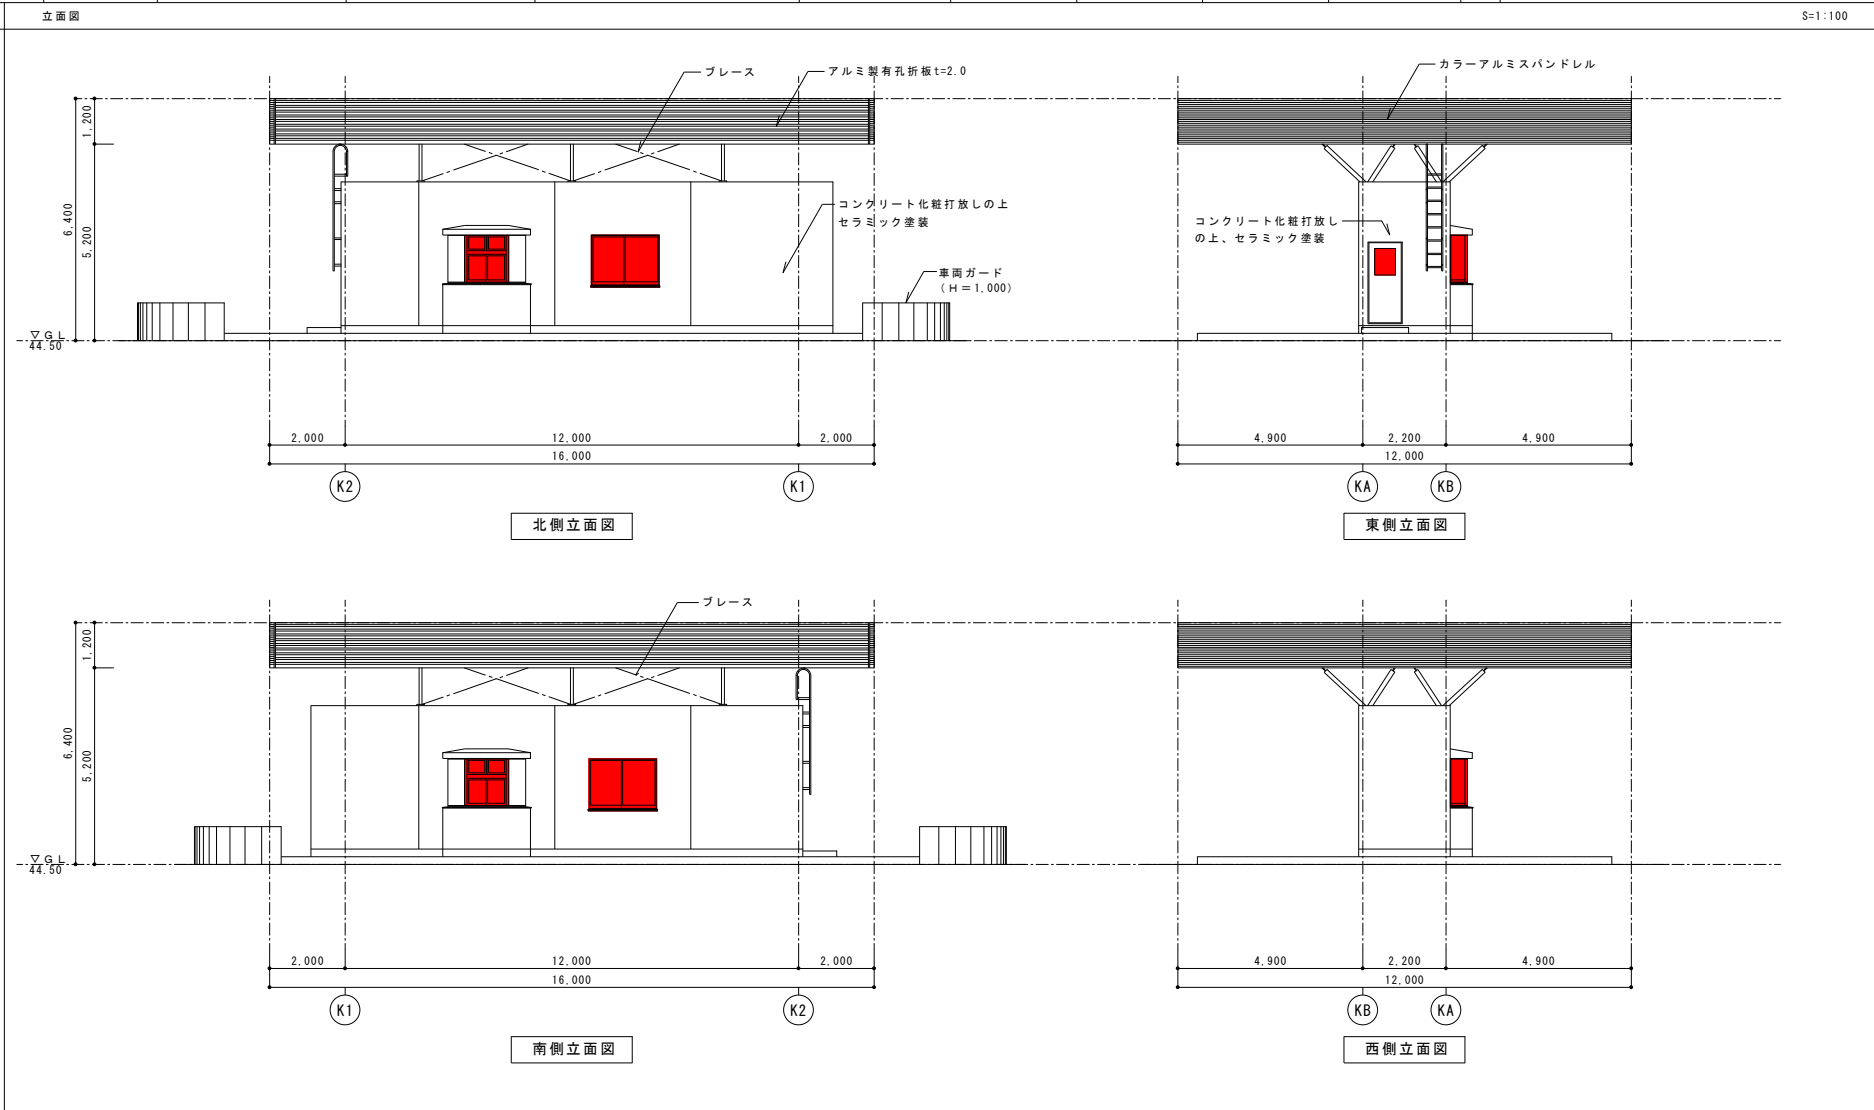 立面図
S=1:100
ブレース
アルミ製有孔折板t=2.0
カラーアルミスパンドレル
1,200
6,400
5,200
コンクリート化粧打放しの上
セラミック塗装
コンクリート化粧打放し
の上、セラミック塗装
車両ガード
(H=1,000)
▽GL
44.50
2,000
12,000
2,000
16,000
4,900
2,200
4,900
12,000
K2
K1
KA
KB
北側立面図
東側立面図
ブレース
1,200
6,400
5,200
▽GL
44.50
2,000
12,000
2,000
16,000
4,900
2,200
4,900
12,000
K1
K2
KB
KA
南側立面図
西側立面図